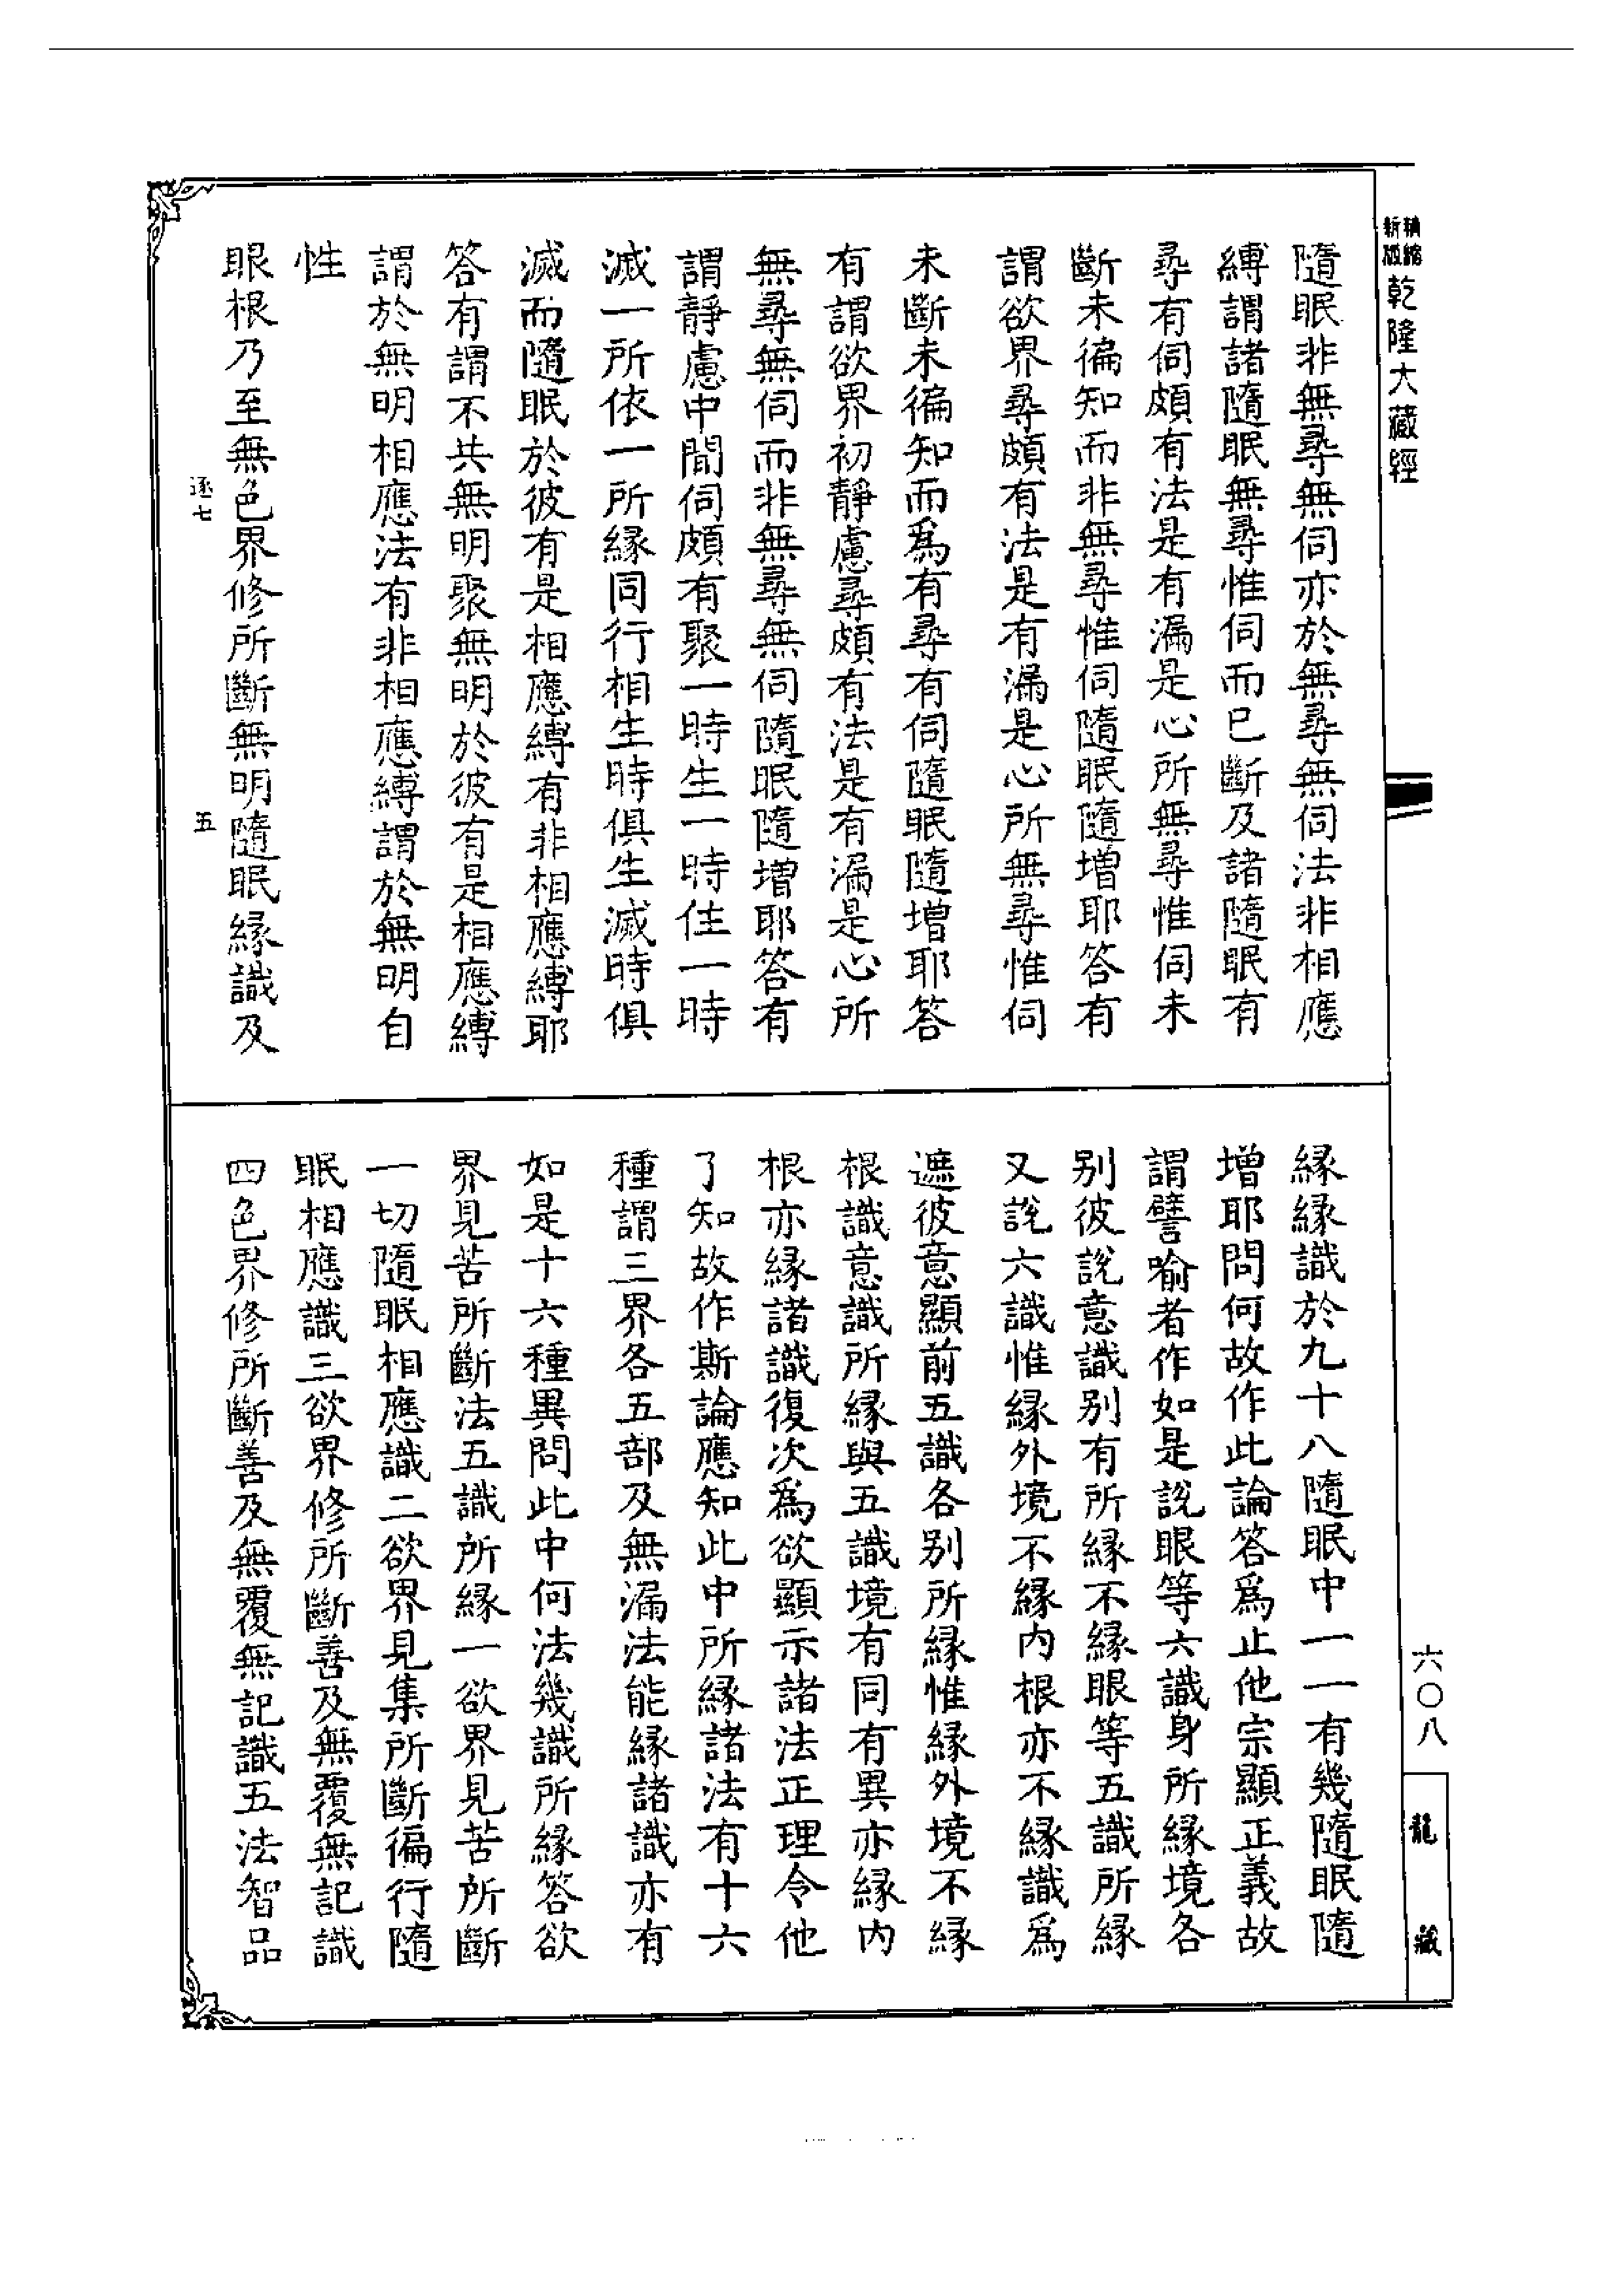 精縮
新版
乾隆大藏經
隨眠非無尋無伺亦於無尋無伺法非相應
縛謂諸隨眠無尋惟伺而已斷及諸隨眠有
尋有伺頗有法是有漏是心所無尋惟伺未
斷未徧知而非無尋惟伺隨眠隨增耶答有
謂欲界尋頗有法是有漏是心所無尋惟伺
未斷未徧知而為有尋有伺隨眠隨增耶答
有謂欲界初靜慮尋頗有法是有漏是心所
無尋無伺而非無尋無伺隨眠隨增耶答有
謂靜慮中間伺頗有聚一時生一時住一時
滅一所依一所緣同行相生時俱生滅時俱
滅而隨眠於彼有是相應縛有非相應縛耶
答有謂不共無明聚無明於彼有是相應縛
謂於無明相應法有非相應縛謂於無明自
性
眼根乃至無色界修所斷無明隨眠緣識及
逐七
五
緣緣識於九十八隨眠中一一有幾隨眠隨
增耶問何故作此論答為止他宗顯正義故
謂譬喻者作如是說眼等六識身所緣境各
別彼說意識別有所緣不緣眼等五識所緣
又說六識惟緣外境不緣內根亦不緣識為
遮彼意顯前五識各別所緣惟緣外境不緣
根識意識所緣與五識境有同有異亦緣內
根亦緣諸識復次為欲顯示諸法正理令他
了知故作斯論應知此中所緣諸法有十六
種謂三界各五部及無漏法能緣諸識亦有
如是十六種異問此中何法幾識所緣答欲
界見苦所斷法五識所緣一欲界見苦所斷
一切隨眠相應識二欲界見集所斷徧行隨
眠相應識三欲界修所斷善及無覆無記識
四色界修所斷善及無覆無記識五法智品
六〇八
龍藏